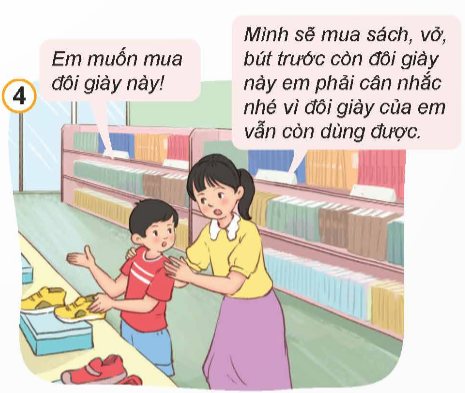 4
Em muốn mua
đôi giày này!
Mình sẽ mua sách, vở,
bút trước còn đôi giày
này em phải cân nhắc
nhé vì đôi giày của em
vẫn còn dùng được.